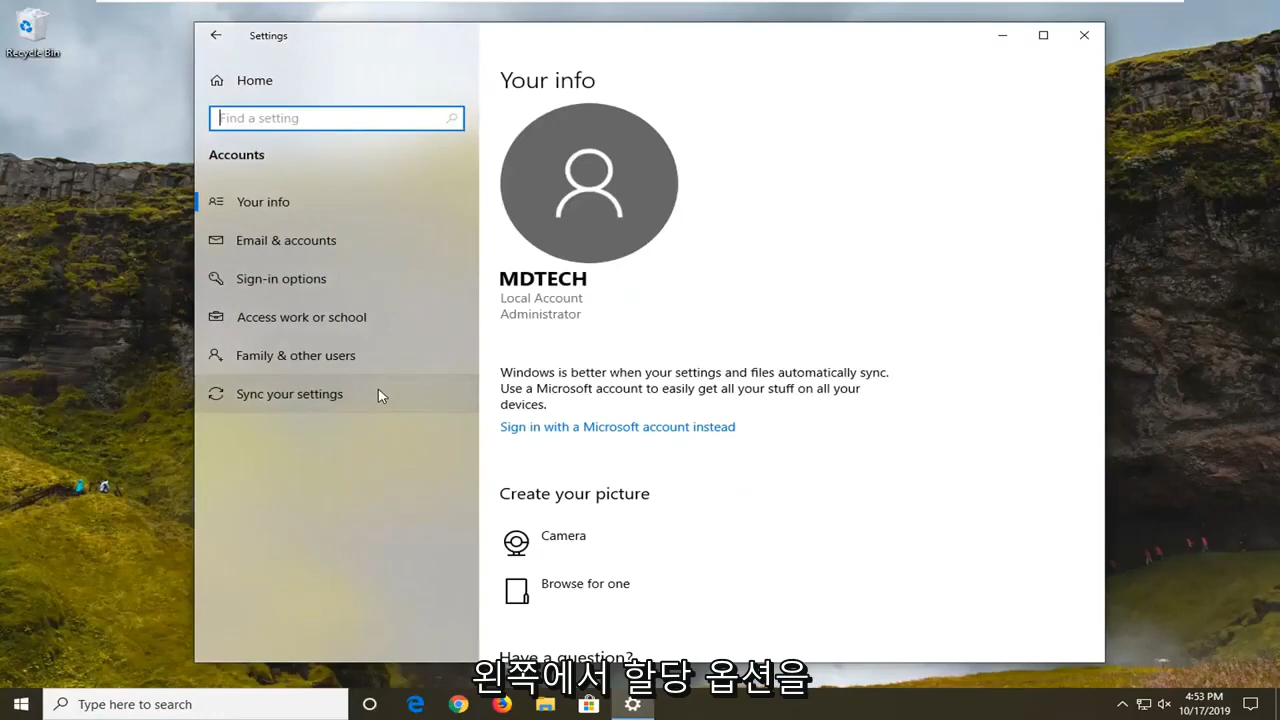 Recycle Bin
Settings
Home
Find a setting
Accounts
Your info
Email & accounts
Sign-in options
Access work or school
Family & other users
Sync your settings
Your info
MDTECH
Local Account
Administrator
Windows is better when your settings and files automatically sync.
Use a Microsoft account to easily get all your stuff on all your
devices.
Sign in with a Microsoft account instead
Create your picture
Camera
Browse for one
Have a question?
왼쪽에서 할당 옵션을
Type here to search
4:53 PM
10/17/2019